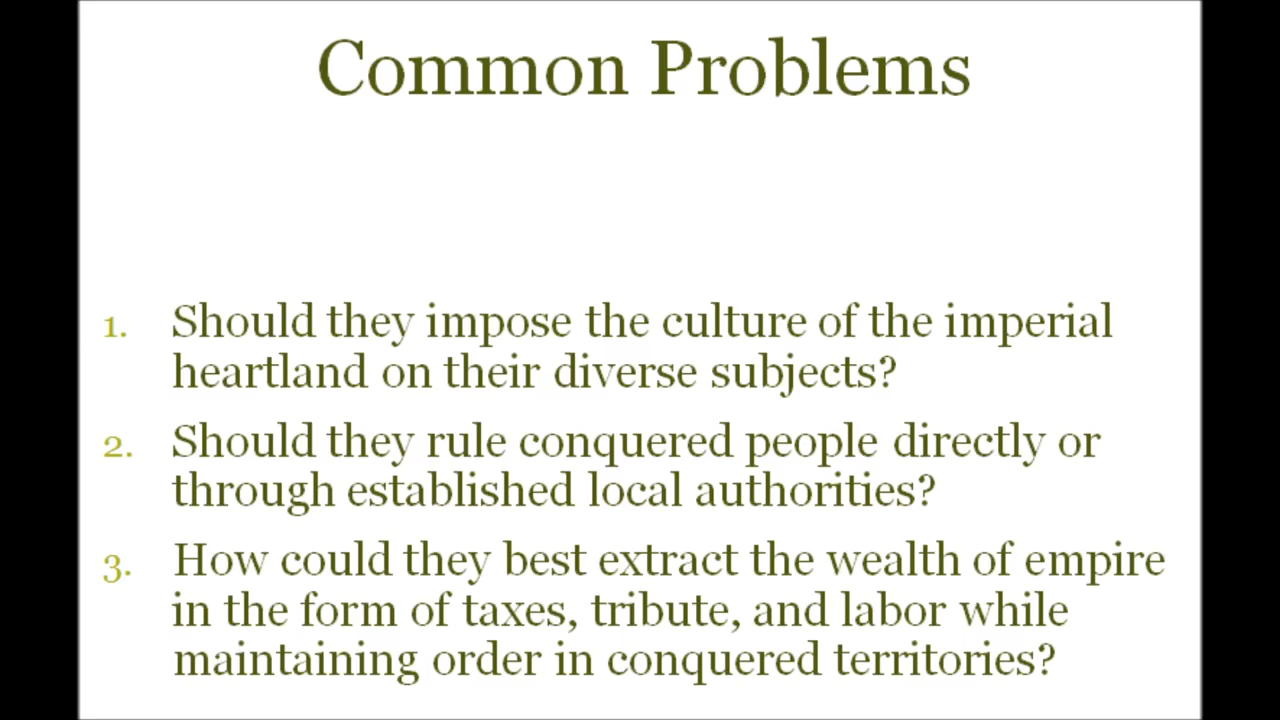 Common Problems
1. Should they impose the culture of the imperial
heartland on their diverse subjects?
2. Should they rule conquered people directly or
through established local authorities?
3. How could they best extract the wealth of empire
in the form of taxes, tribute, and labor while
maintaining order in conquered territories?